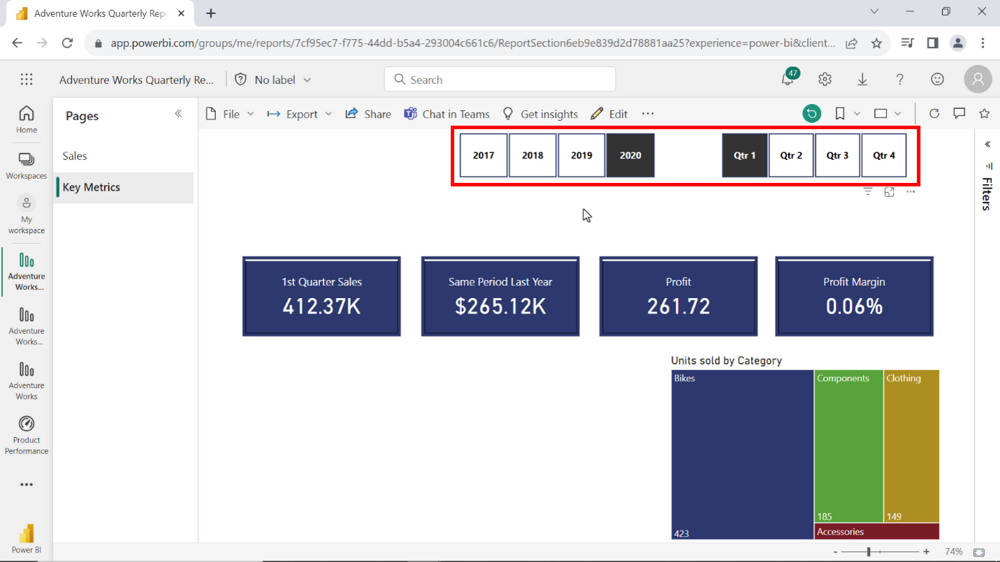 Adventure Works Quarterly Repo
app.powerbi.com/groups/me/reports/7cf95ec7-f775-44dd-b5a4-293004c661c6/ReportSection6eb9e839d2d78881aa25?experience=power-bi&client...
Adventure Works Quarterly Re...
No label
Search
47
Home
Workspaces
My
workspace
Adventure
Works...
Adventure
Works...
Adventure
Works
Product
Performance
Power BI
Pages
Sales
Key Metrics
File
Export
Share
Chat in Teams
Get insights
Edit
2017
2018
2019
2020
Qtr 1
Qtr 2
Qtr 3
Qtr 4
Filters
1st Quarter Sales
412.37K
Same Period Last Year
$265.12K
Profit
261.72
Profit Margin
0.06%
Units sold by Category
Bikes
423
Components
185
Clothing
149
Accessories
- + 74%